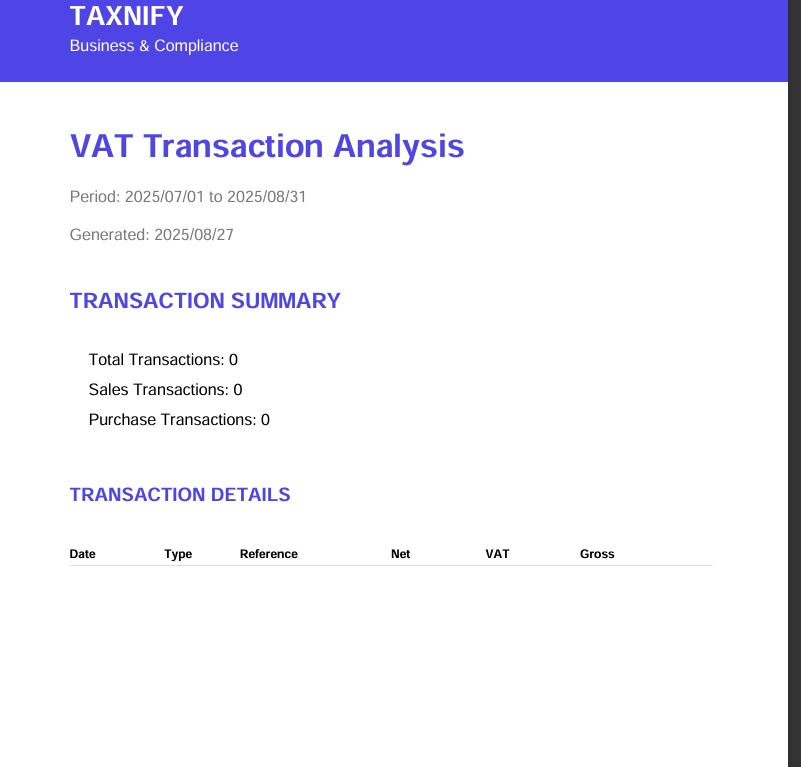 TAXNIFY
Business & Compliance
VAT Transaction Analysis
Period: 2025/07/01 to 2025/08/31
Generated: 2025/08/27
TRANSACTION SUMMARY
Total Transactions: 0
Sales Transactions: 0
Purchase Transactions: 0
TRANSACTION DETAILS
Date Type Reference Net VAT Gross